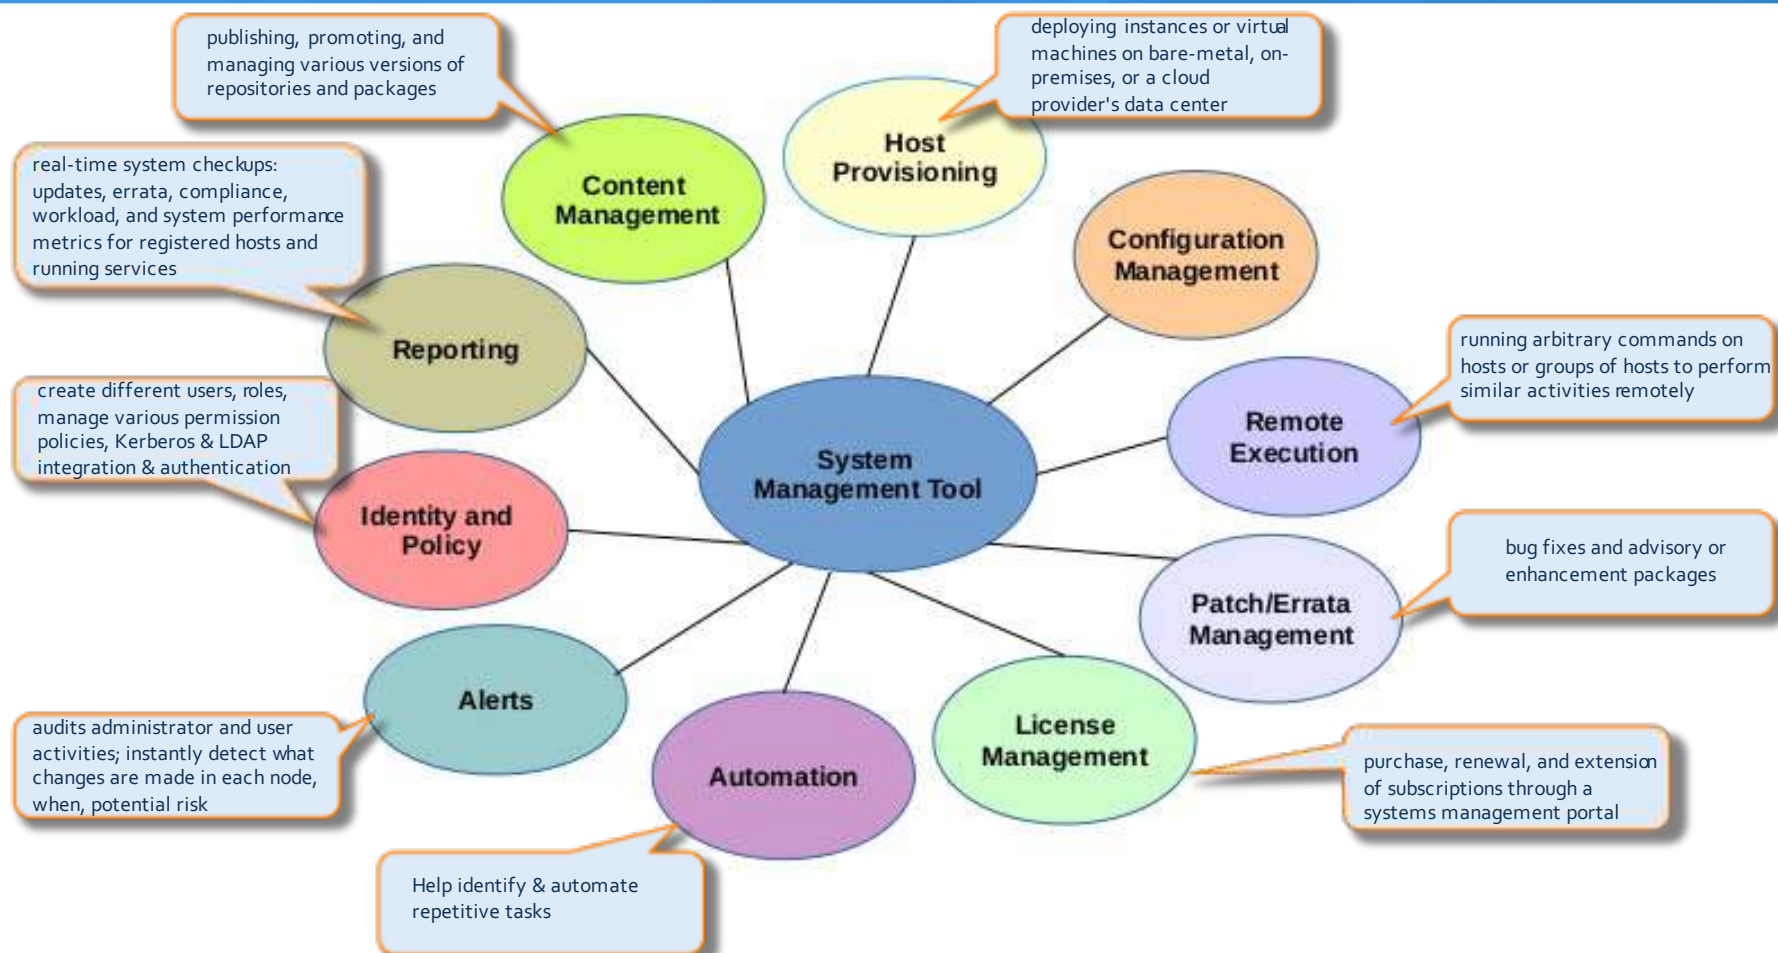 publishing, promoting, and
managing various versions of
repositories and packages
deploying instances or virtual
machines on bare-metal, on-
premises, or a cloud
provider's data center
Host
Provisioning
Content
Management
real-time system checkups:
updates, errata, compliance,
workload, and system performance
metrics for registered hosts and
running services
Configuration
Management
Reporting
running arbitrary commands on
hosts or groups of hosts to perform
similar activities remotely
create different users, roles,
manage various permission
policies, Kerberos & LDAP
integration & authentication
Remote
Execution
System
Management Tool
Identity and
Policy
bug fixes and advisory or
enhancement packages
Patch/Errata
Management
Alerts
License
Management
audits administrator and user
activities; instantly detect what
changes are made in each node,
when, potential risk
Automation
purchase, renewal, and extension
of subscriptions through a
systems management portal
Help identify & automate
repetitive tasks